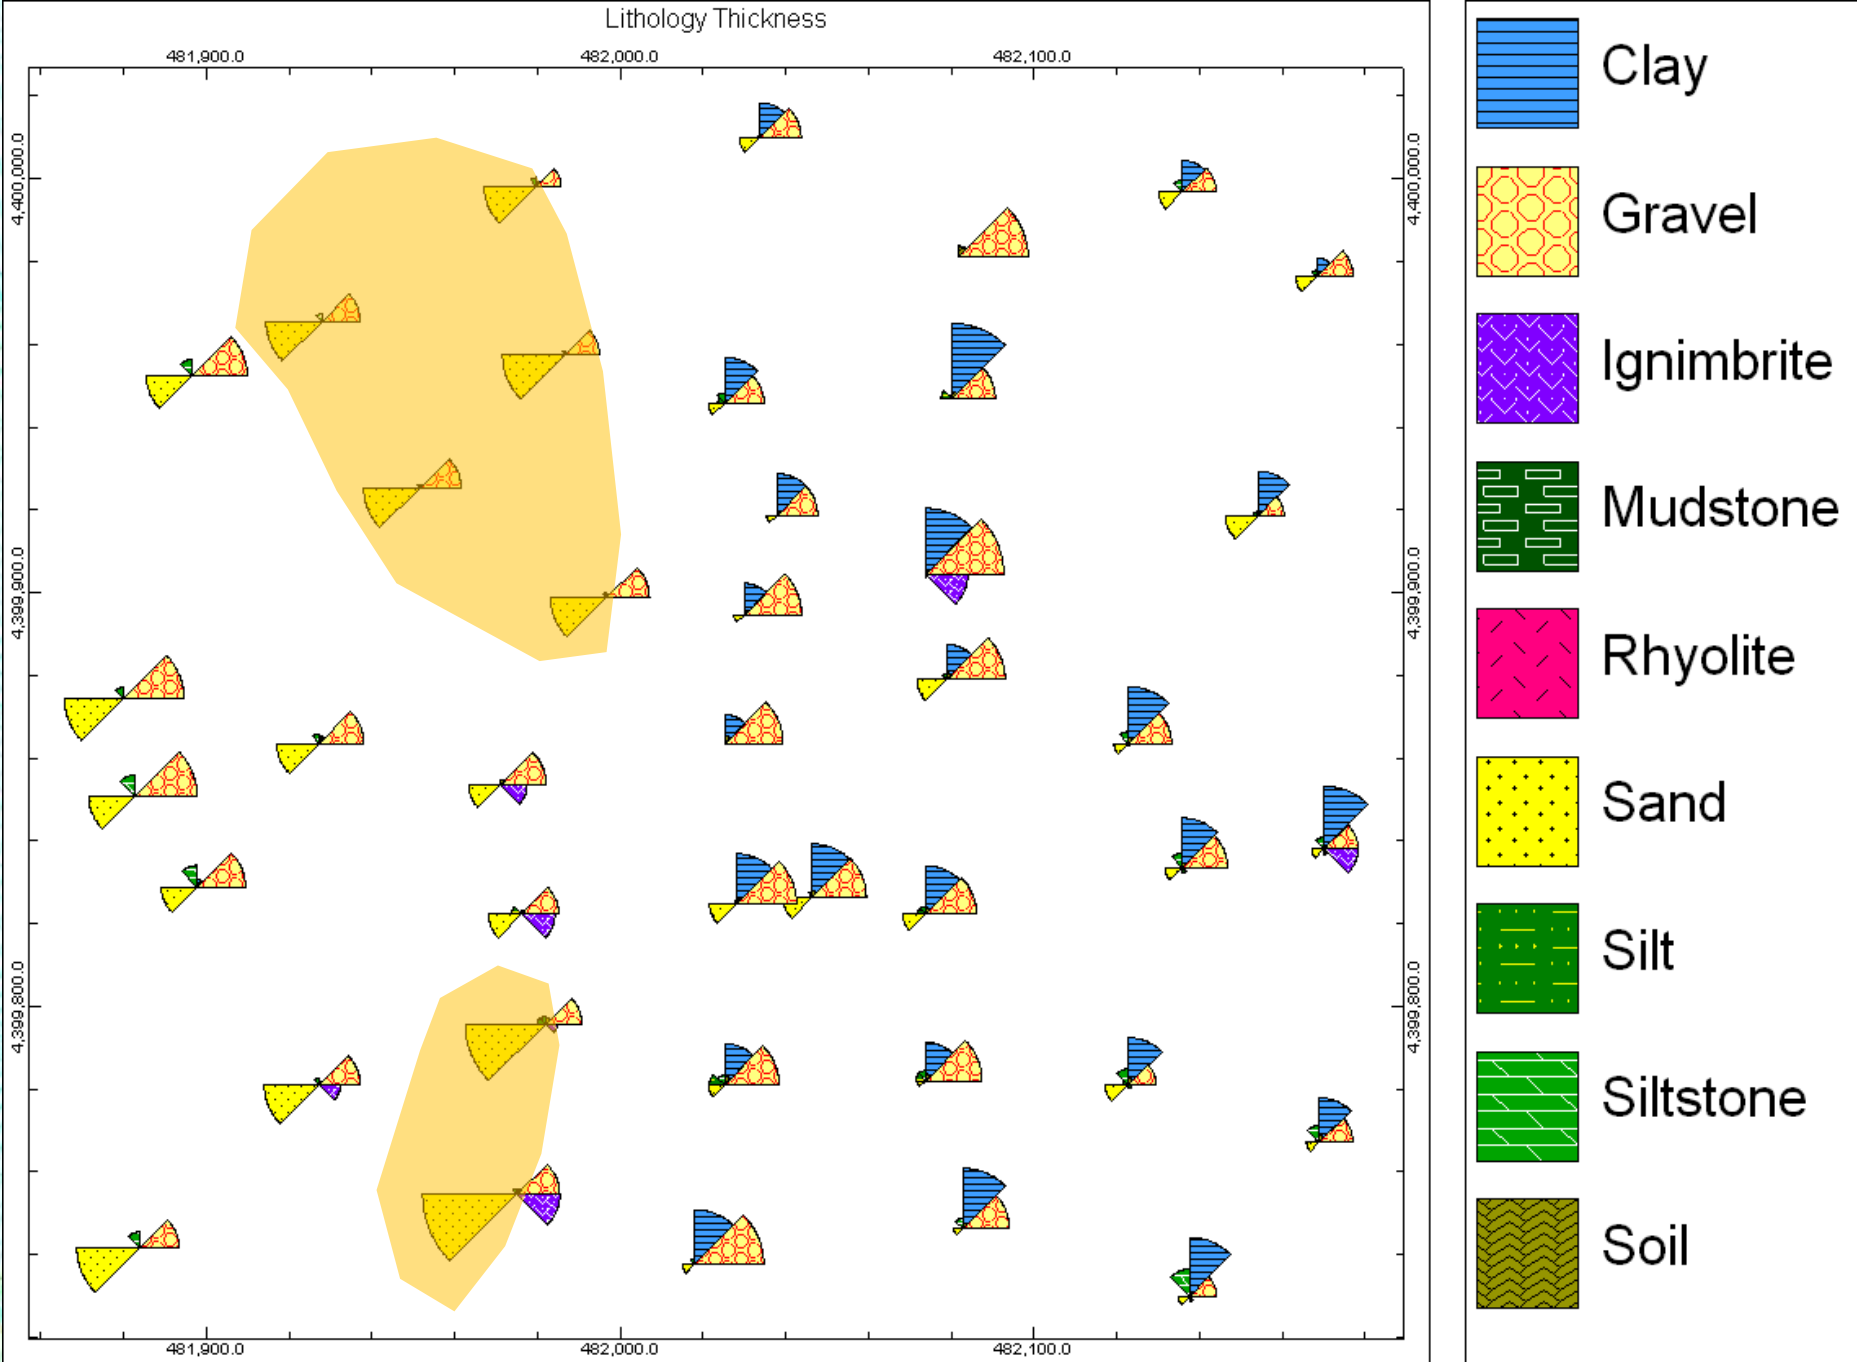 Lithology Thickness
481,900.0
482,000.0
482,100.0
4,400,000.0
4,400,000.0
4,399,900.0
4,399,900.0
4,399,800.0
4,399,800.0
481,900.0
482,000.0
482,100.0
Clay
Gravel
Ignimbrite
Mudstone
Rhyolite
Sand
Silt
Siltstone
Soil